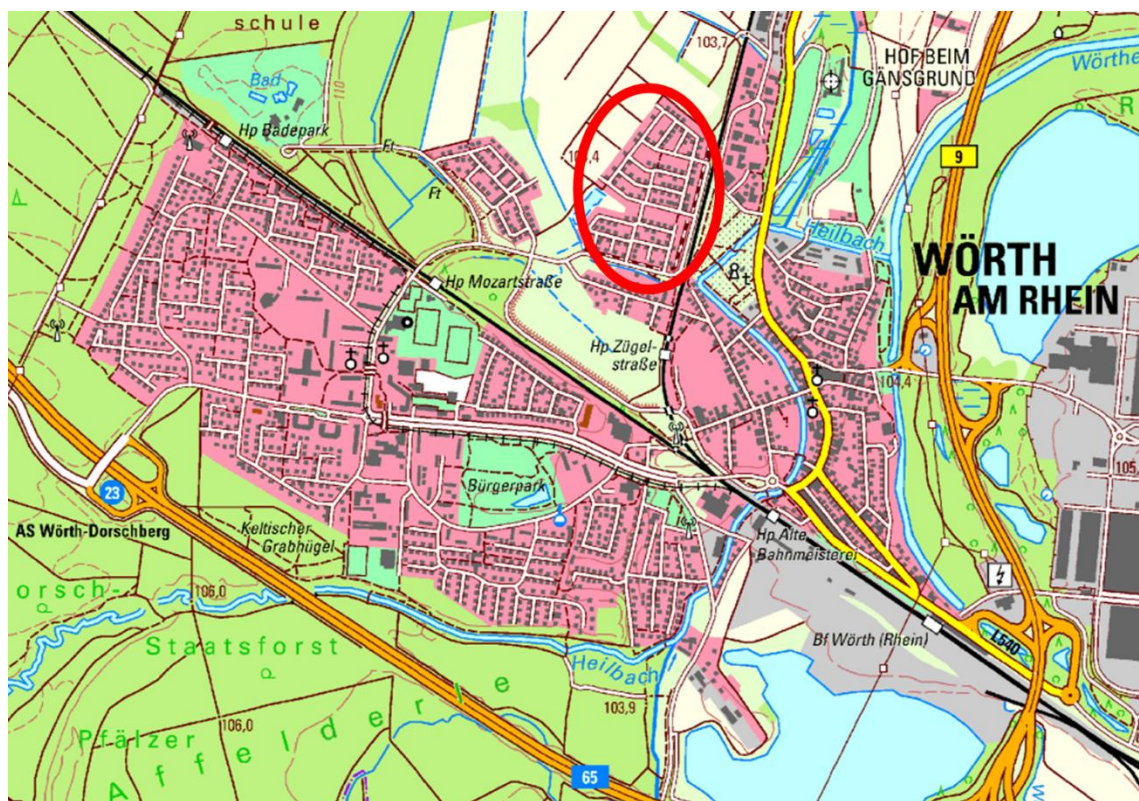 schule
Bad
110
Hp Badepark
Ft
Ft
103,7
HOF BEIM
GÄNSGRUND
Wörthe
R
9
Heilbach
WÖRTH
AM RHEIN
Hp Mozartstraße
Hp Zügel-
straße
104,4
105
Bürgerpark
23
AS Wörth-Dorschberg
Keltischer
Grabhügel
Hp Alte
Bahnmeisterei
orsch-
106,0
Staatsforst
Bf Wörth (Rhein)
L540
Heilbach
103,9
106,0
Pfälzer
Affelderle
65